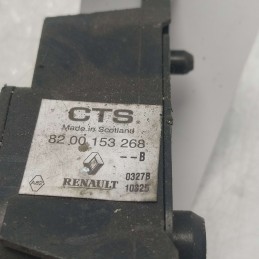 CTS.
Made in Scotland
82 00 153 268
--B
0327B
RENAULT
10325